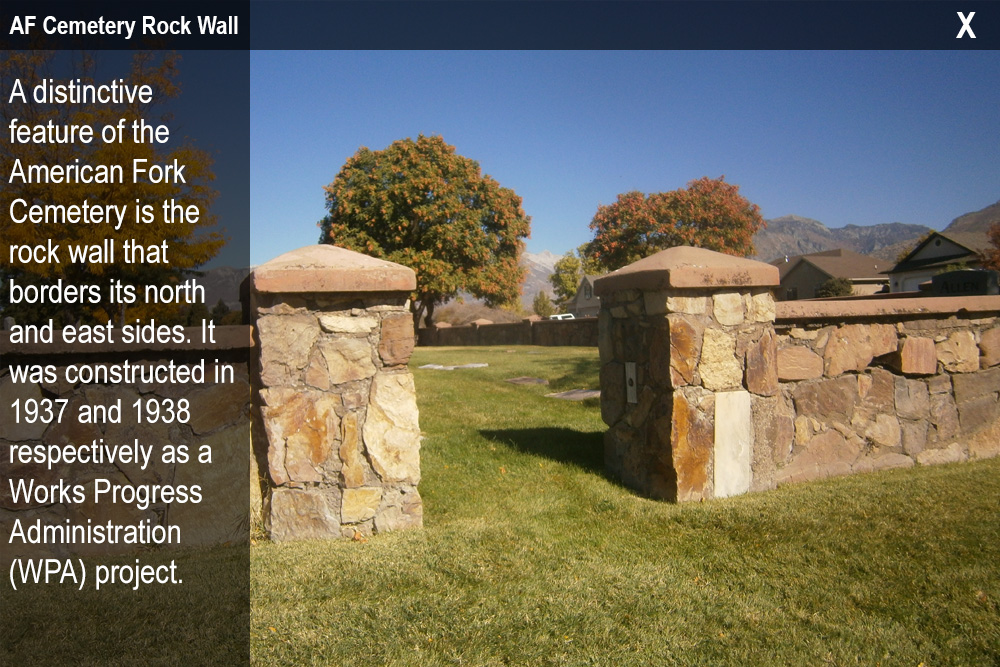 AF Cemetery Rock Wall
X
A distinctive
feature of the
American Fork
Cemetery is the
rock wall that
borders its north
and east sides. It
was constructed in
1937 and 1938
respectively as a
Works Progress
Administration
(WPA) project.
ALLEN